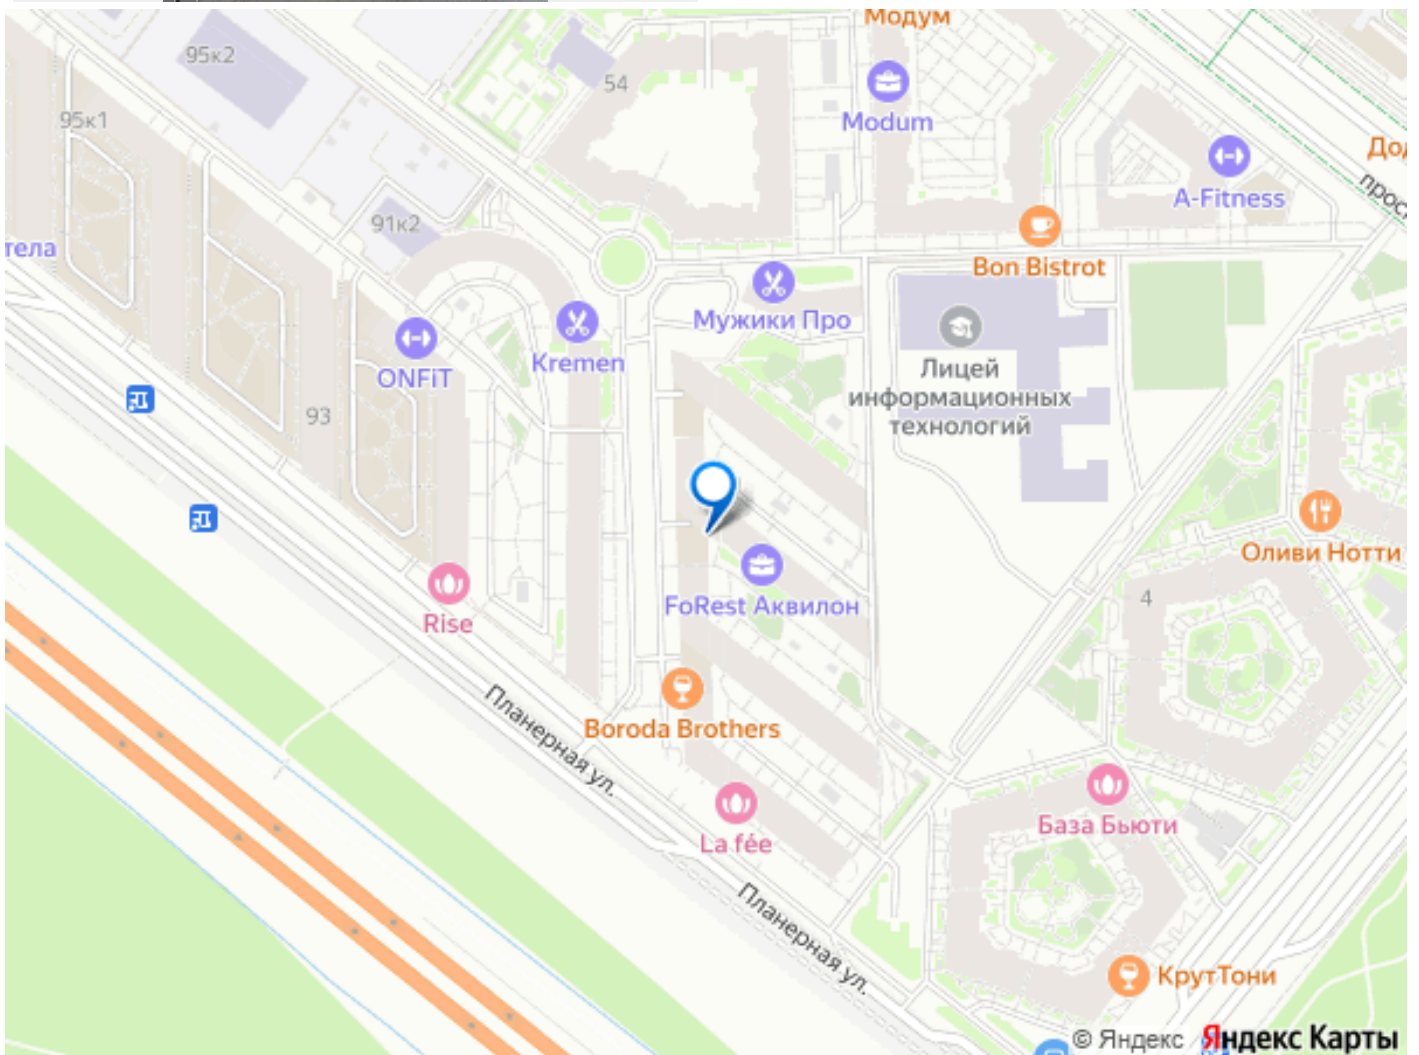 Модум
95к2
54
Modum
95к1
Дод
прос
A-Fitness
91к2
тела
Bon Bistrot
Мужики Про
Kremen
ONFiT
Лицей
информационных
технологий
93
Оливи Нотти
FoRest Аквилон
4
Rise
Boroda Brothers
Планерная ул.
La fée
База Бьюти
Планерная ул.
КрутТони
© Яндекс Яндекс Карты